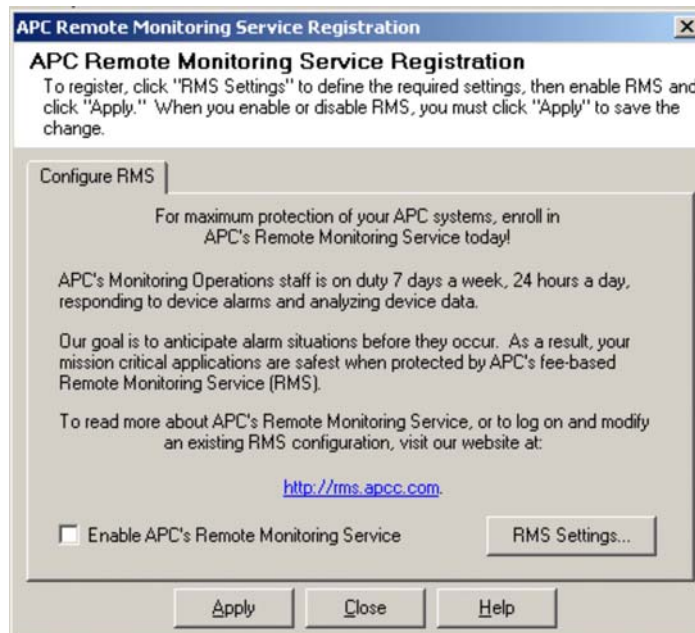 APC Remote Monitoring Service Registration
APC Remote Monitoring Service Registration
To register, click "RMS Settings" to define the required settings, then enable RMS and
click "Apply." When you enable or disable RMS, you must click "Apply" to save the
change.
Configure RMS
For maximum protection of your APC systems, enroll in
APC's Remote Monitoring Service today!
APC's Monitoring Operations staff is on duty 7 days a week, 24 hours a day,
responding to device alarms and analyzing device data.
Our goal is to anticipate alarm situations before they occur. As a result, your
mission critical applications are safest when protected by APC's fee-based
Remote Monitoring Service (RMS).
To read more about APC's Remote Monitoring Service, or to log on and modify
an existing RMS configuration, visit our website at:
http://rms.apcc.com.
Enable APC's Remote Monitoring Service RMS Settings...
Apply Close Help